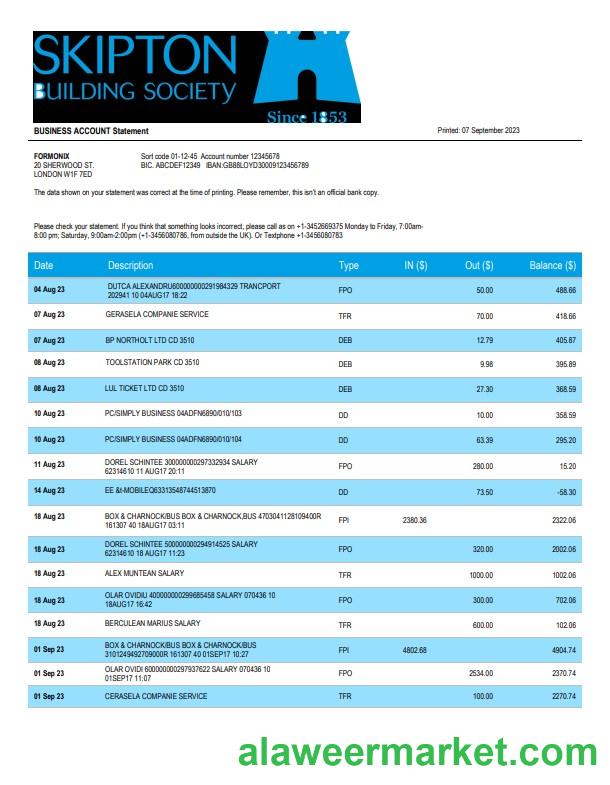 SKIPTON
BUILDING SOCIETY
Since 1853
BUSINESS ACCOUNT Statement Printed: 07 September 2023
FORMONIX Sort code 01-12-45 Account number 12345678
20 SHERWOOD ST. BIC. ABCDEF12349 IBAN:GB88LOYD30009123456789
LONDON W1F 7ED
The data shown on your statement was correct at the time of printing. Please remember, this isn't an official bank copy.
Please check your statement. If you think that something looks incorrect, please call as on +1-3452669375 Monday to Friday, 7:00am-
8:00 pm; Saturday, 9:00am-2:00pm (+1-3456080786, from outside the UK). Or Textphone +1-3456080783
Date Description Type IN ($) Out ($) Balance ($)
04 Aug 23 DUTCA ALEXANDRU600000000291984329 TRANCPORT FPO 50.00 488.66
202941 10 04AUG17 18:22
07 Aug 23 GERASELA COMPANIE SERVICE TFR 70.00 418.66
07 Aug 23 BP NORTHOLT LTD CD 3510 DEB 12.79 405.87
08 Aug 23 TOOLSTATION PARK CD 3510 DEB 9.98 395.89
08 Aug 23 LUL TICKET LTD CD 3510 DEB 27.30 368.59
10 Aug 23 PC/SIMPLY BUSINESS 04ADFN6890/010/103 DD 10.00 358.59
10 Aug 23 PC/SIMPLY BUSINESS 04ADFN6890/010/104 DD 63.39 295.20
11 Aug 23 DOREL SCHINTEE 300000000297332934 SALARY FPO 280.00 15.20
62314610 11 AUG17 20:11
14 Aug 23 EE &t-MOBILEQ63313548744513870 DD 73.50 -58.30
18 Aug 23 BOX & CHARNOCK/BUS BOX & CHARNOCK,BUS 4703041128109400R FPI 2380.36 2322.06
161307 40 18AUG17 03:11
18 Aug 23 DOREL SCHINTEE 500000000294914525 SALARY FPO 320.00 2002.06
62314610 18 AUG17 11:23
18 Aug 23 ALEX MUNTEAN SALARY TFR 1000.00 1002.06
18 Aug 23 OLAR OVIDIU 400000000299685458 SALARY 070436 10 FPO 300.00 702.06
18AUG17 16:42
18 Aug 23 BERCULEAN MARIUS SALARY TFR 600.00 102.06
01 Sep 23 BOX & CHARNOCK/BUS BOX & CHARNOCK/BUS FPI 4802.68 4904.74
3101249492709000R 161307 40 01SEP17 10:27
01 Sep 23 OLAR OVIDI 600000000297937622 SALARY 070436 10 FPO 2534.00 2370.74
01SEP17 11:07
01 Sep 23 CERASELA COMPANIE SERVICE TFR 100.00 2270.74
alaweermarket.com